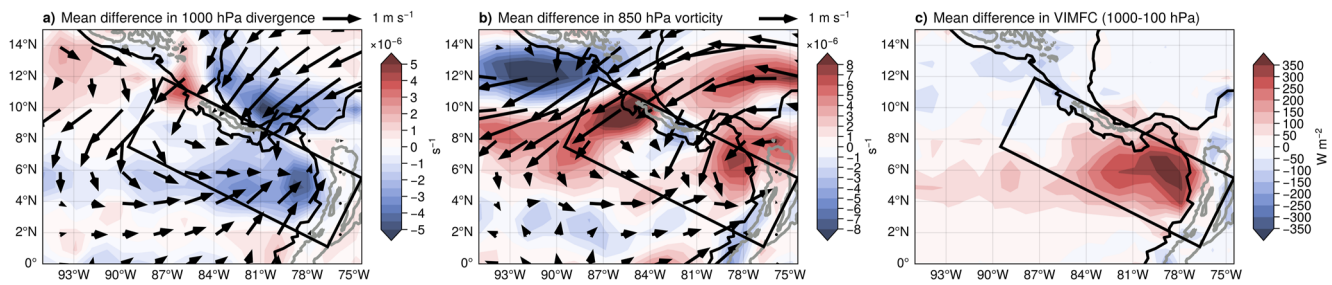 a) Mean difference in 1000 hPa divergence 1 m s⁻¹
14°N
12°N
10°N
8°N
6°N
4°N
2°N
0°
93°W 90°W 87°W 84°W 81°W 78°W 75°W
×10⁻⁶
5
4
3
2
1
0
−1
−2
−3
−4
−5
s⁻¹
b) Mean difference in 850 hPa vorticity 1 m s⁻¹
14°N
12°N
10°N
8°N
6°N
4°N
2°N
0°
93°W 90°W 87°W 84°W 81°W 78°W 75°W
×10⁻⁶
8
7
6
5
4
3
2
1
0
−1
−2
−3
−4
−5
−6
−7
−8
s⁻¹
c) Mean difference in VIMFC (1000-100 hPa)
14°N
12°N
10°N
8°N
6°N
4°N
2°N
0°
93°W 90°W 87°W 84°W 81°W 78°W 75°W
350
300
250
200
150
100
50
0
−50
−100
−150
−200
−250
−300
−350
W m⁻²